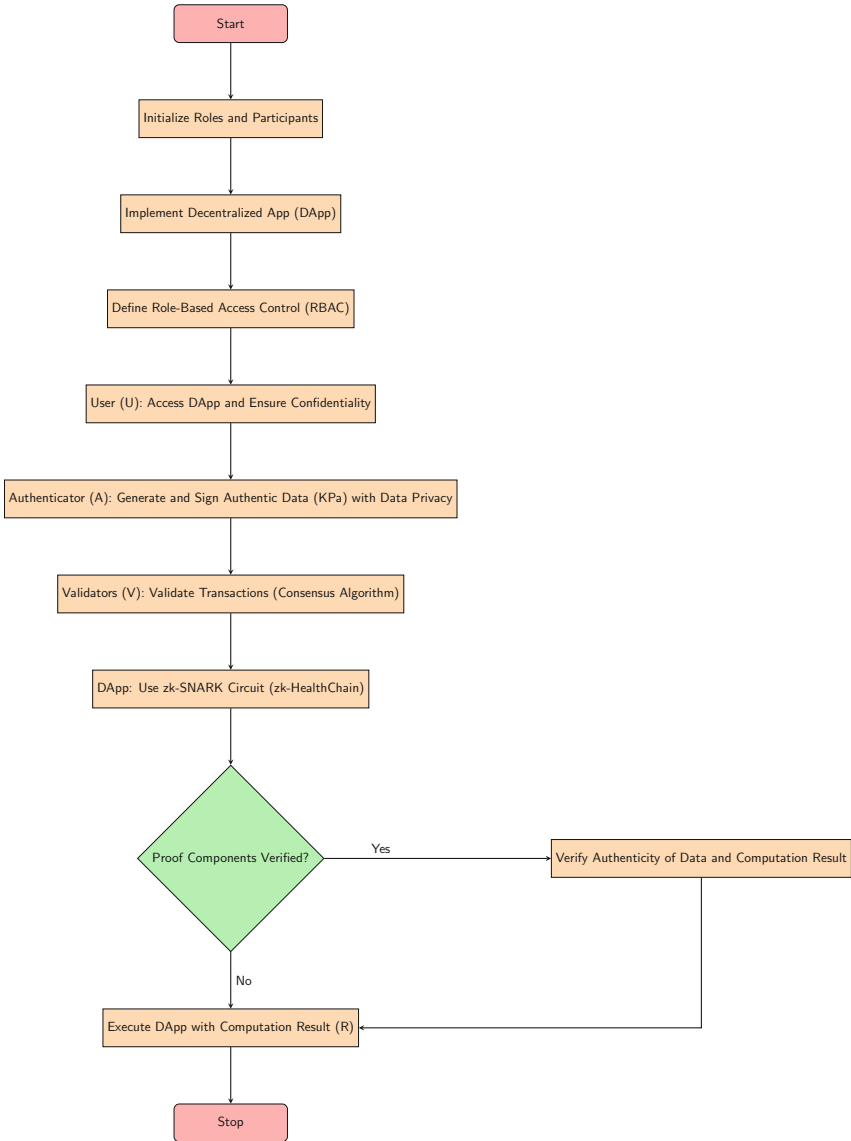 Start
Initialize Roles and Participants
Implement Decentralized App (DApp)
Define Role-Based Access Control (RBAC)
User (U): Access DApp and Ensure Confidentiality
Authenticator (A): Generate and Sign Authentic Data (KPa) with Data Privacy
Validators (V): Validate Transactions (Consensus Algorithm)
DApp: Use zk-SNARK Circuit (zk-HealthChain)
Proof Components Verified?
Yes
Verify Authenticity of Data and Computation Result
No
Execute DApp with Computation Result (R)
Stop